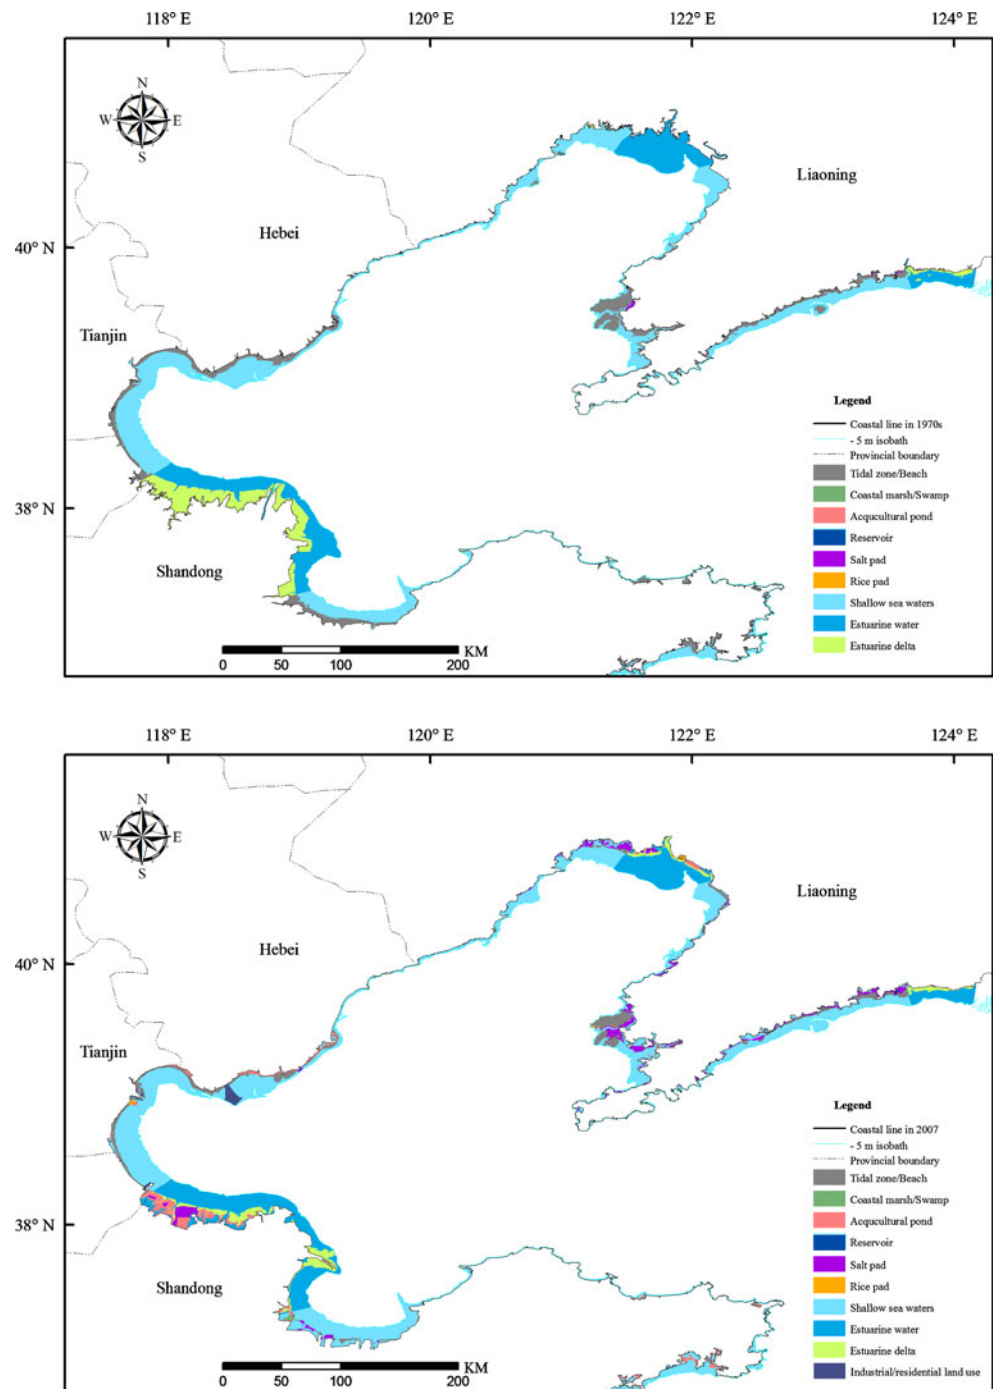 118° E 120° E 122° E 124° E
N
W E
S
Liaoning
Hebei
40° N
Tianjin
Legend
Coastal line in 1970s
- 5 m isobath
Provincial boundary
Tidal zone/Beach
Coastal marsh/Swamp
38° N
Acqucultural pond
Reservoir
Salt pad
Shandong
Rice pad
Shallow sea waters
Estuarine water
Estuarine delta
KM
0 50 100 200
118° E 120° E 122° E 124° E
N
W E
S
Liaoning
Hebei
40° N
Tianjin
Legend
Coastal line in 2007
- 5 m isobath
Provincial boundary
Tidal zone/Beach
Coastal marsh/Swamp
38° N
Acqucultural pond
Reservoir
Salt pad
Shandong
Rice pad
Shallow sea waters
Estuarine water
Estuarine delta
KM
Industrial/residential land use
0 50 100 200